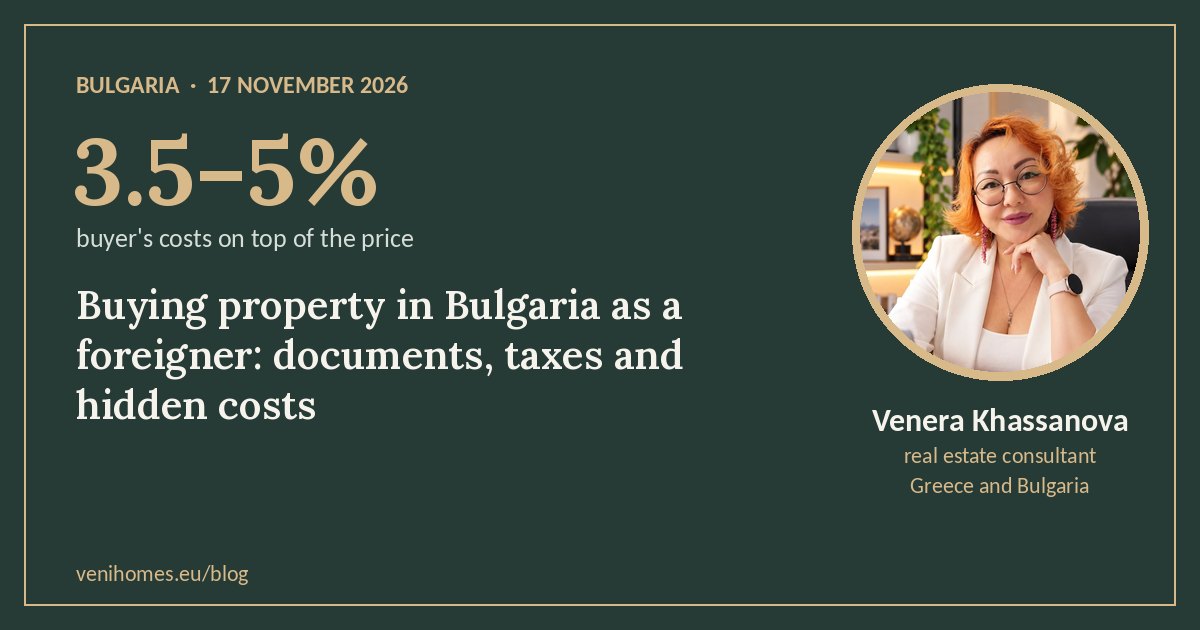 BULGARIA · 17 NOVEMBER 2026
3.5–5%
buyer's costs on top of the price
Buying property in Bulgaria as a
foreigner: documents, taxes and
hidden costs
Venera Khassanova
real estate consultant
Greece and Bulgaria
venihomes.eu/blog